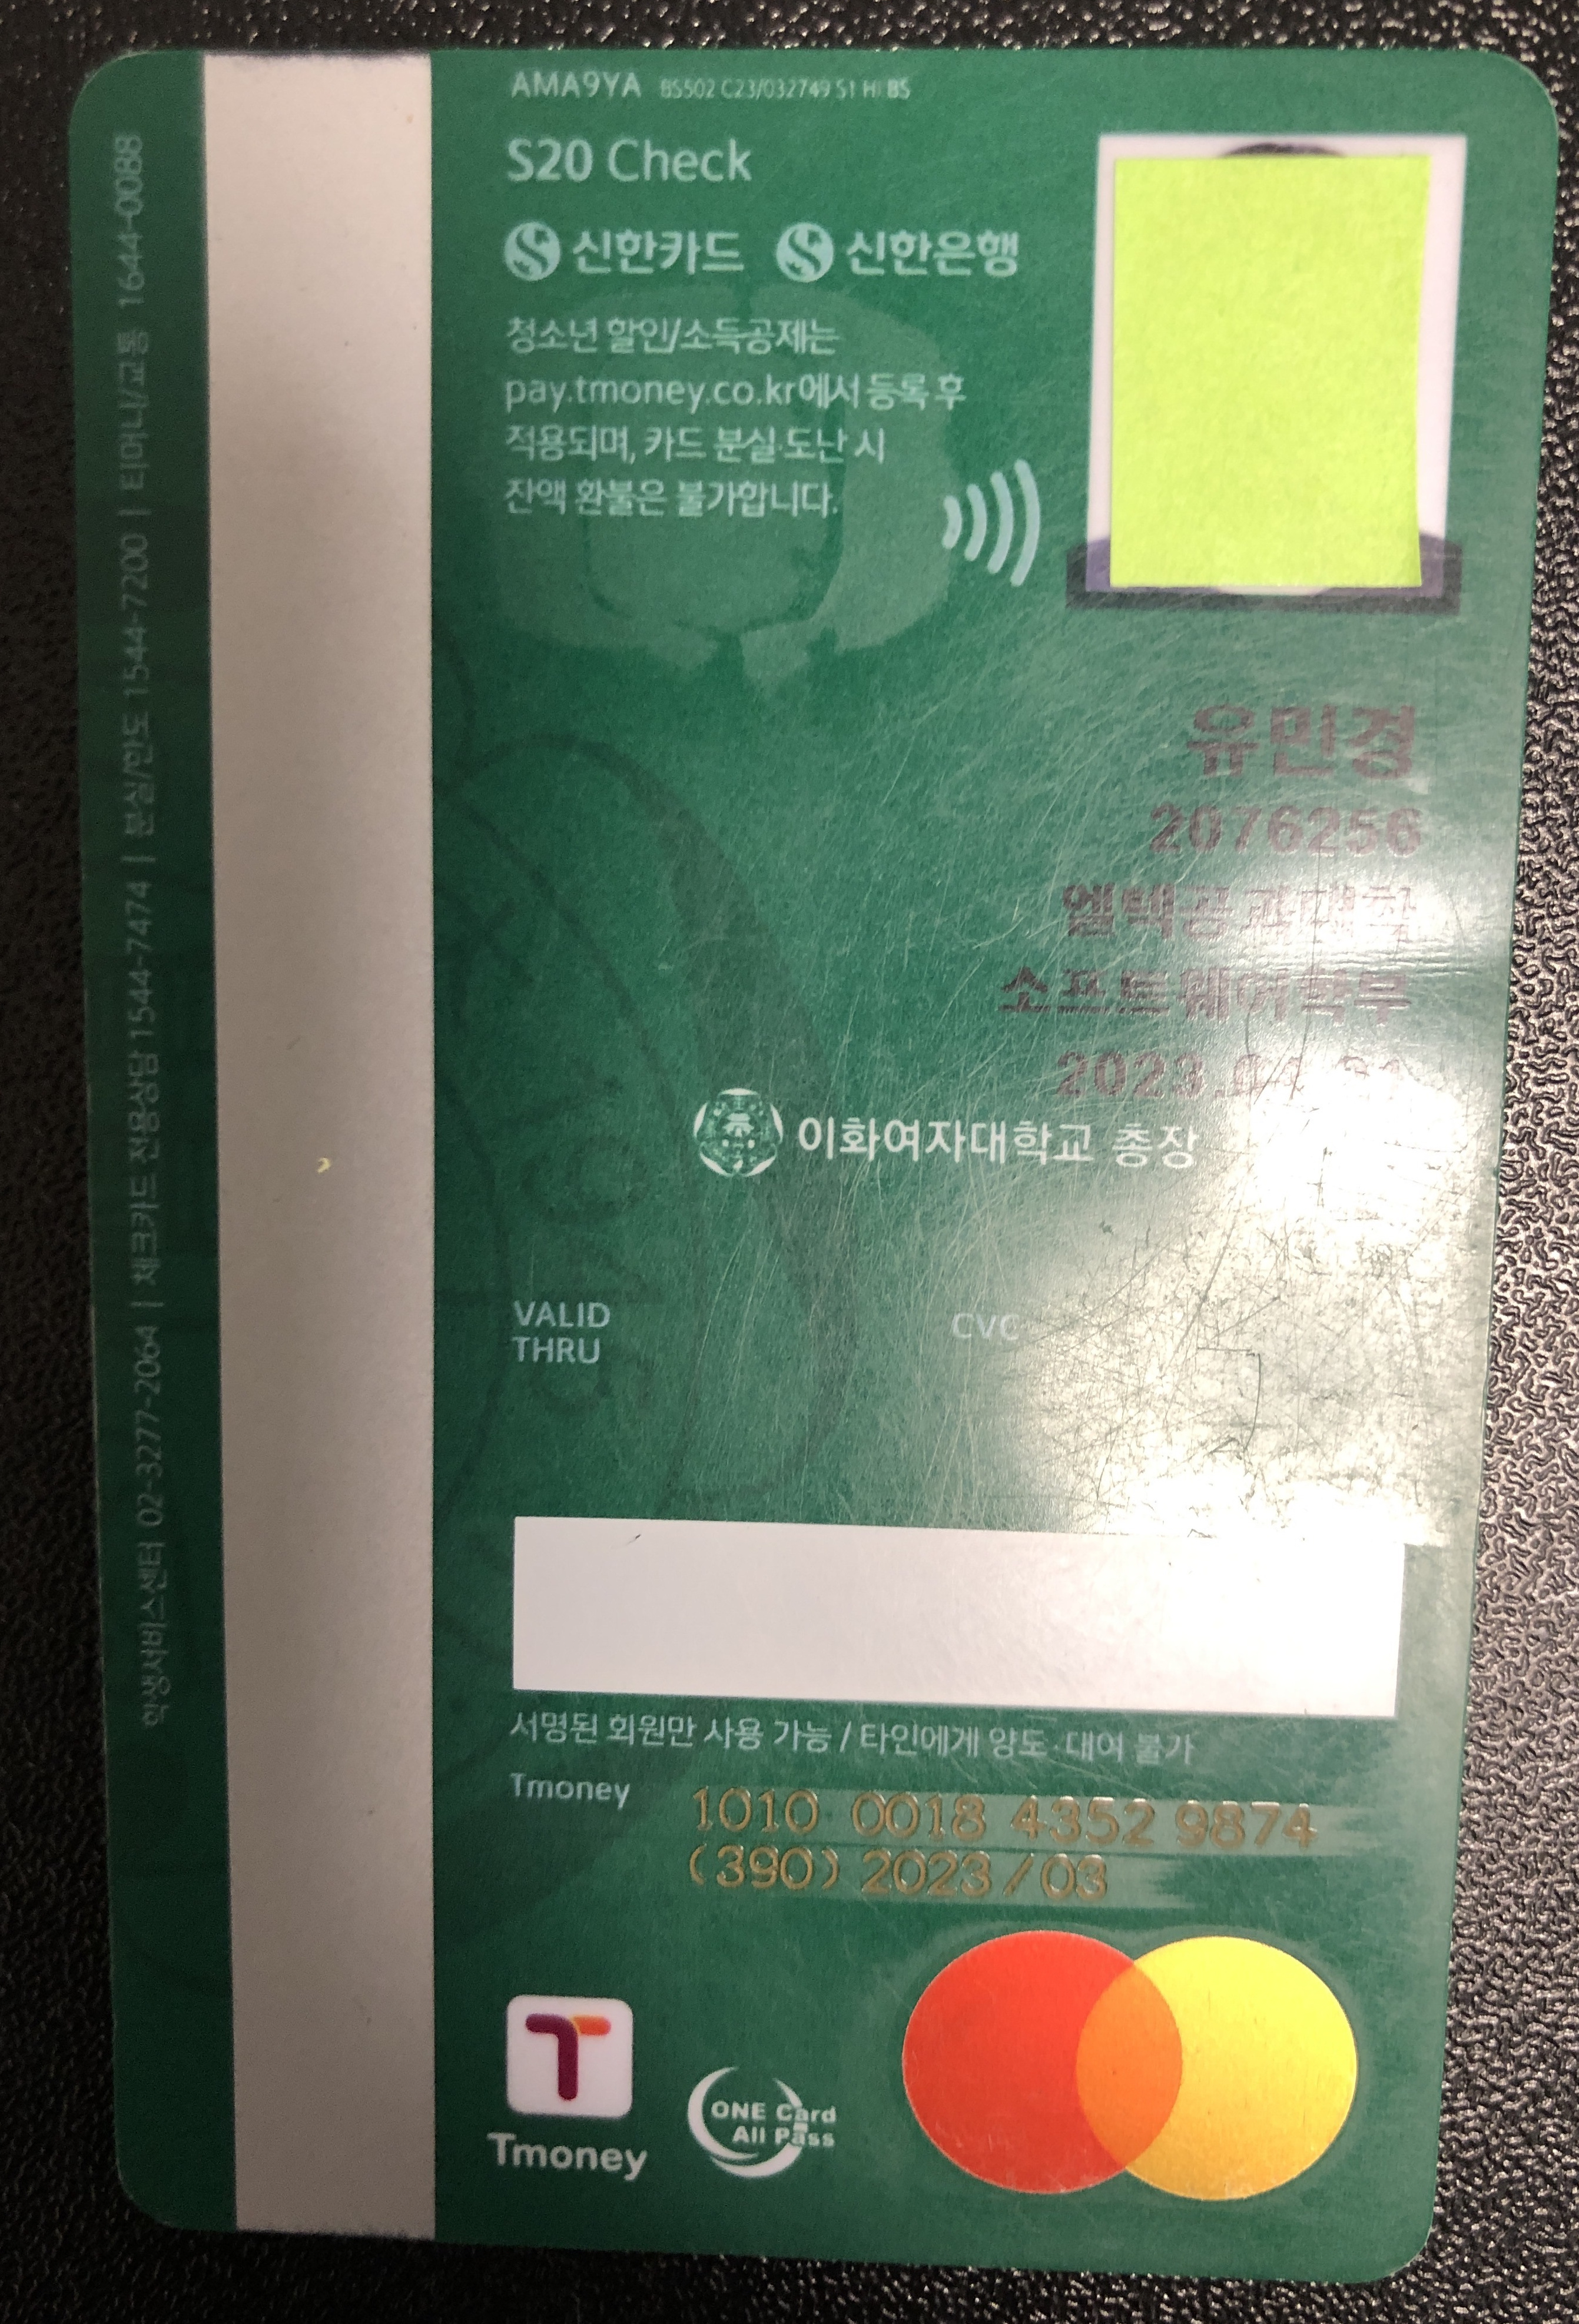 AMA9YA BS502 C23/032749 S1 HI BS
S20 Check
신한카드 신한은행
청소년 할인/소득공제는
pay.tmoney.co.kr에서 등록 후
적용되며, 카드 분실·도난 시
잔액 환불은 불가합니다.
유민경
2076256
엘텍공과대학
소프트웨어학부
이화여자대학교 총장
VALID
THRU
CVC
서명된 회원만 사용 가능 / 타인에게 양도·대여 불가
Tmoney 1010 0018 4352 9874
(390) 2023/03
Tmoney
ONE Card
All Pass
학생서비스센터 02-3277-2064 | 체크카드 전용상담 1544-7474 | 분실/한도 1544-7200 | 티머니/교통 1644-0088